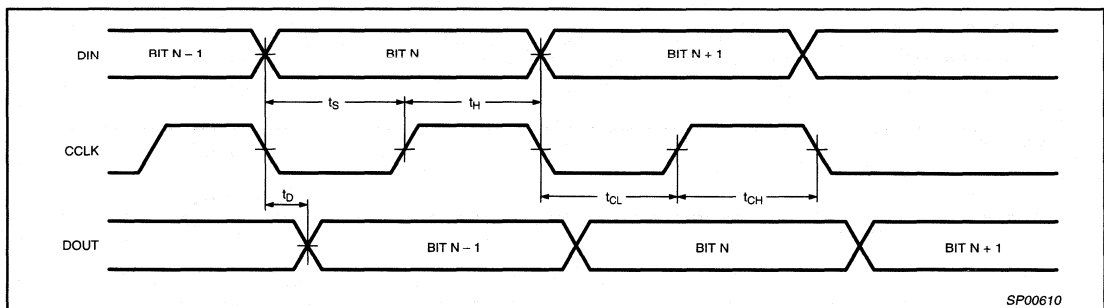 DIN BIT N – 1 BIT N BIT N + 1
tS tH
CCLK
tD tCL tCH
DOUT BIT N – 1 BIT N BIT N + 1
SP00610